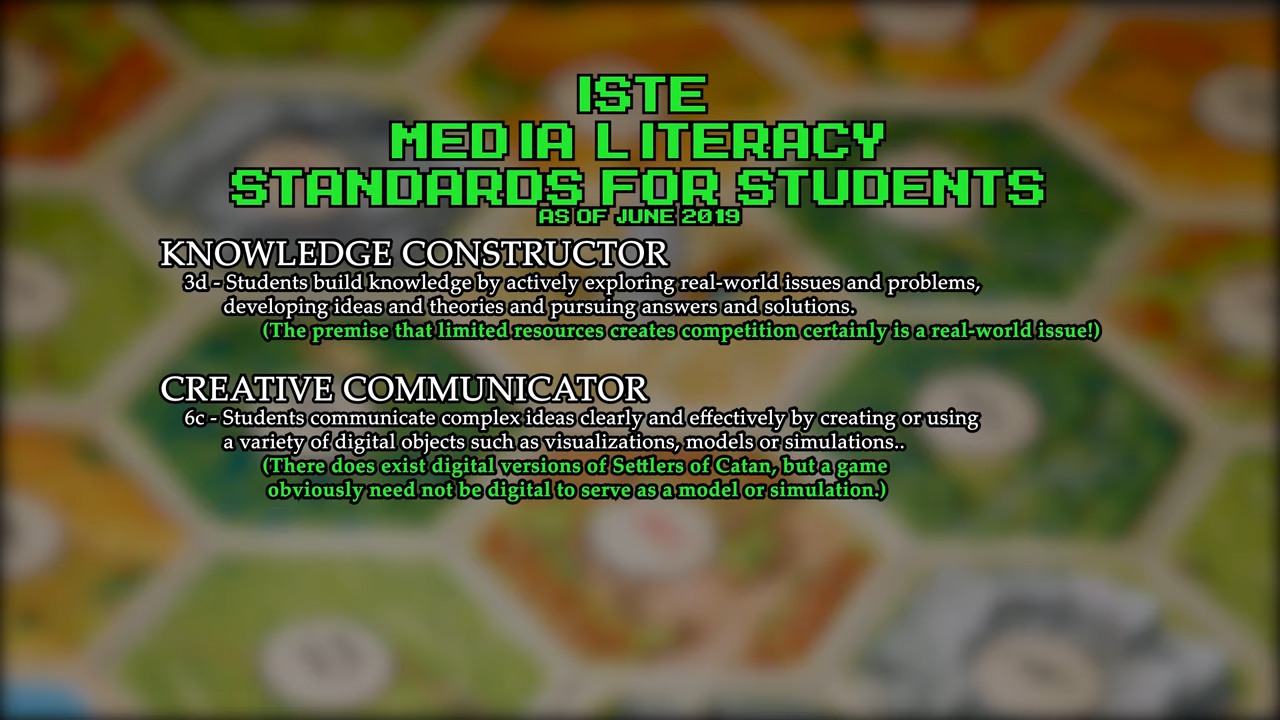 ISTE
MEDIA LITERACY
STANDARDS FOR STUDENTS
AS OF JUNE 2019
KNOWLEDGE CONSTRUCTOR
3d - Students build knowledge by actively exploring real-world issues and problems,
developing ideas and theories and pursuing answers and solutions.
(The premise that limited resources creates competition certainly is a real-world issue!)
CREATIVE COMMUNICATOR
6c - Students communicate complex ideas clearly and effectively by creating or using
a variety of digital objects such as visualizations, models or simulations..
(There does exist digital versions of Settlers of Catan, but a game
obviously need not be digital to serve as a model or simulation.)